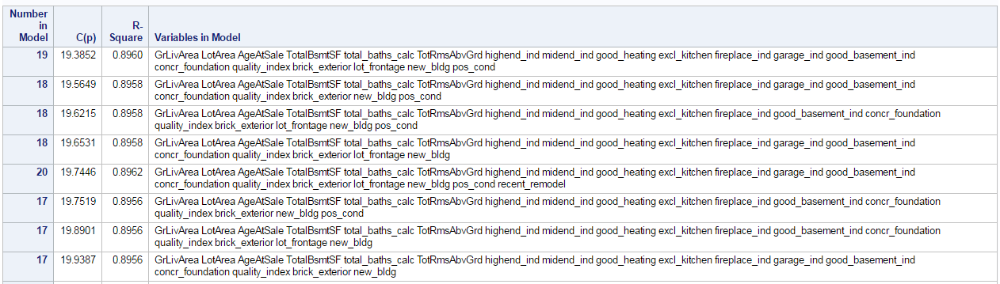 Number in Model C(p) R-Square Variables in Model
19 19.3852 0.8960 GrLivArea LotArea AgeAtSale TotalBsmtSF total_baths_calc TotRmsAbvGrd highend_ind midend_ind good_heating excl_kitchen fireplace_ind garage_ind good_basement_ind
concr_foundation quality_index brick_exterior lot_frontage new_bldg pos_cond
18 19.5649 0.8958 GrLivArea LotArea AgeAtSale TotalBsmtSF total_baths_calc TotRmsAbvGrd highend_ind midend_ind good_heating excl_kitchen fireplace_ind garage_ind good_basement_ind
concr_foundation quality_index brick_exterior new_bldg pos_cond
18 19.6215 0.8958 GrLivArea LotArea AgeAtSale TotalBsmtSF total_baths_calc TotRmsAbvGrd highend_ind midend_ind good_heating excl_kitchen fireplace_ind good_basement_ind concr_foundation
quality_index brick_exterior lot_frontage new_bldg pos_cond
18 19.6531 0.8958 GrLivArea LotArea AgeAtSale TotalBsmtSF total_baths_calc TotRmsAbvGrd highend_ind midend_ind good_heating excl_kitchen fireplace_ind garage_ind good_basement_ind
concr_foundation quality_index brick_exterior lot_frontage new_bldg
20 19.7446 0.8962 GrLivArea LotArea AgeAtSale TotalBsmtSF total_baths_calc TotRmsAbvGrd highend_ind midend_ind good_heating excl_kitchen fireplace_ind garage_ind good_basement_ind
concr_foundation quality_index brick_exterior lot_frontage new_bldg pos_cond recent_remodel
17 19.7519 0.8956 GrLivArea LotArea AgeAtSale TotalBsmtSF total_baths_calc TotRmsAbvGrd highend_ind midend_ind good_heating excl_kitchen fireplace_ind good_basement_ind concr_foundation
quality_index brick_exterior new_bldg pos_cond
17 19.8901 0.8956 GrLivArea LotArea AgeAtSale TotalBsmtSF total_baths_calc TotRmsAbvGrd highend_ind midend_ind good_heating excl_kitchen fireplace_ind good_basement_ind concr_foundation
quality_index brick_exterior lot_frontage new_bldg
17 19.9387 0.8956 GrLivArea LotArea AgeAtSale TotalBsmtSF total_baths_calc TotRmsAbvGrd highend_ind midend_ind good_heating excl_kitchen fireplace_ind garage_ind good_basement_ind
concr_foundation quality_index brick_exterior new_bldg